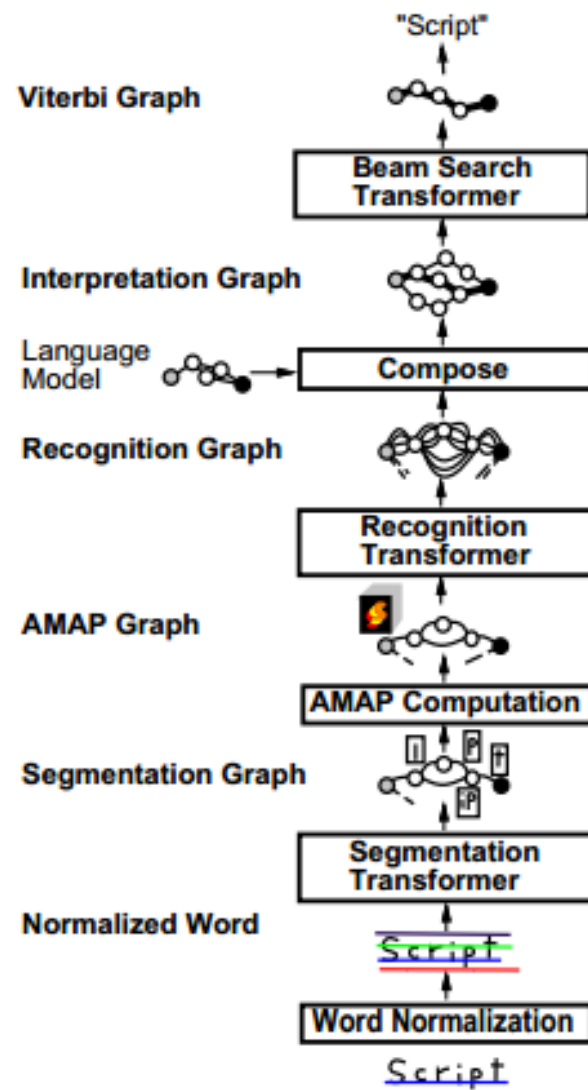 "Script"
Viterbi Graph
Beam Search
Transformer
Interpretation Graph
Language
Model
Compose
Recognition Graph
Recognition
Transformer
AMAP Graph
AMAP Computation
i
P
t
Segmentation Graph
iP
Segmentation
Transformer
Normalized Word
Script
Word Normalization
Script